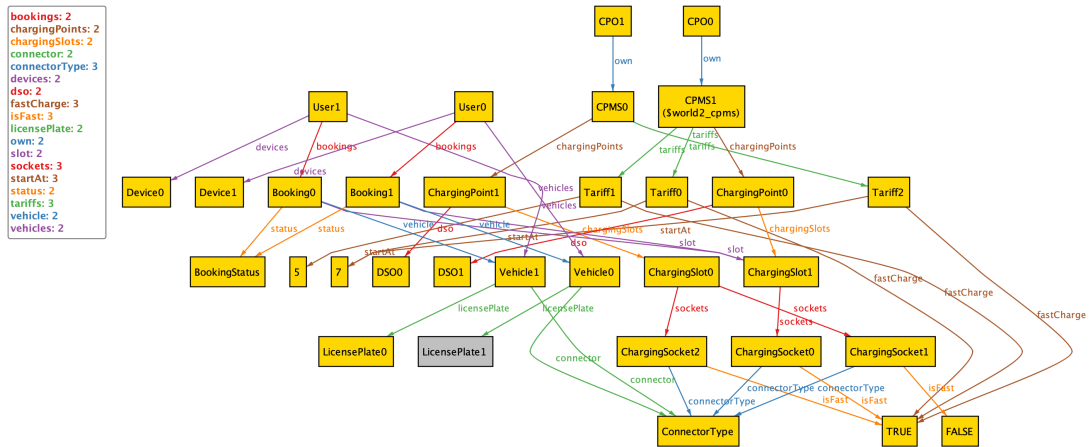 bookings: 2
chargingPoints: 2
chargingSlots: 2
connector: 2
connectorType: 3
devices: 2
dso: 2
fastCharge: 3
isFast: 3
licensePlate: 2
own: 2
slot: 2
sockets: 3
startAt: 3
status: 2
tariffs: 3
vehicle: 2
vehicles: 2
CPO1
CPO0
own
own
User1
User0
CPMS0
CPMS1
($world2_cpms)
devices
bookings
bookings
chargingPoints
tariffs
tariffs
tariffs
chargingPoints
devices
vehicles
vehicles
Device0
Device1
Booking0
Booking1
ChargingPoint1
Tariff1
Tariff0
ChargingPoint0
Tariff2
status
status
vehicle
vehicle
dso
chargingSlots
startAt
startAt
startAt
dso
slot
slot
chargingSlots
BookingStatus
5
7
DSO0
DSO1
Vehicle1
Vehicle0
ChargingSlot0
ChargingSlot1
fastCharge
fastCharge
fastCharge
licensePlate
licensePlate
sockets
sockets
sockets
LicensePlate0
LicensePlate1
ChargingSocket2
ChargingSocket0
ChargingSocket1
connector
connector
connectorType
connectorType
connectorType
isFast
isFast
isFast
ConnectorType
TRUE
FALSE